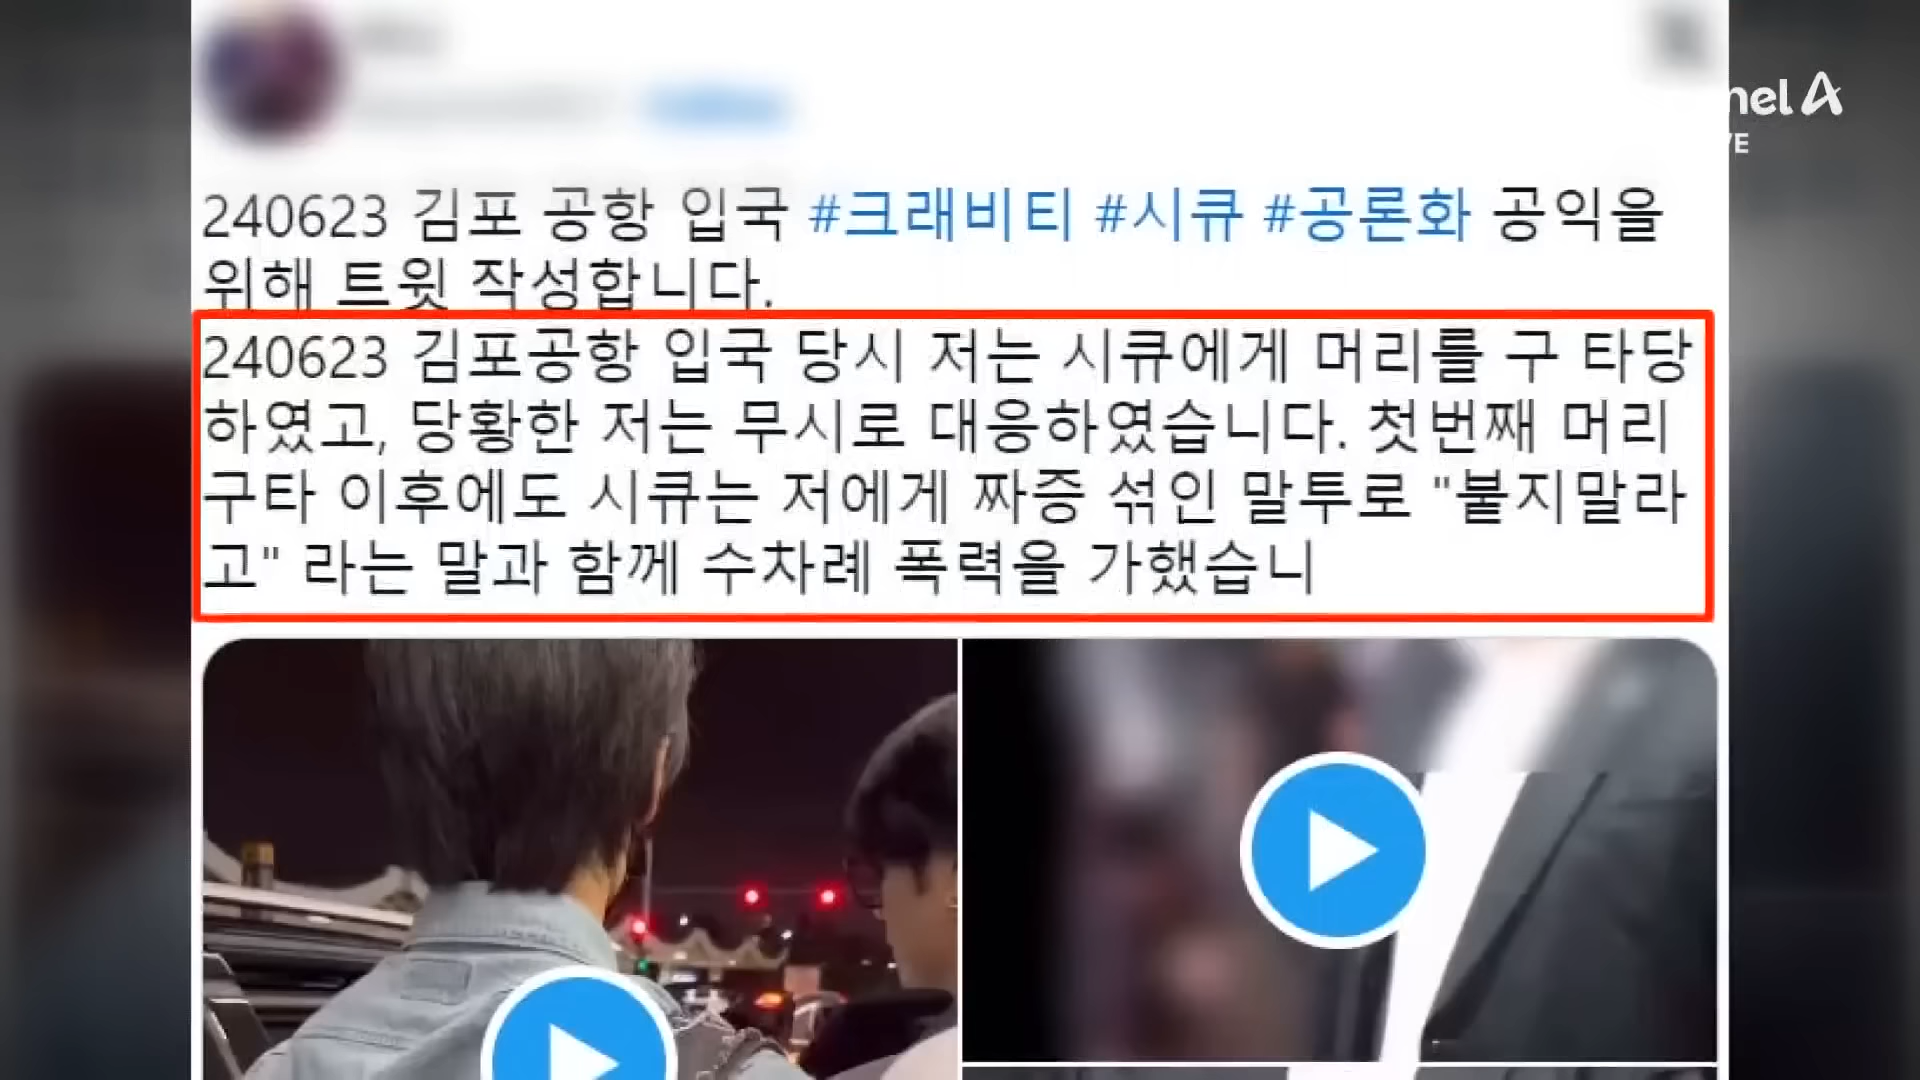 nel A
VE
240623 김포 공항 입국 #크래비티 #시큐 #공론화 공익을
위해 트윗 작성합니다.
240623 김포공항 입국 당시 저는 시큐에게 머리를 구 타당
하였고, 당황한 저는 무시로 대응하였습니다. 첫번째 머리
구타 이후에도 시큐는 저에게 짜증 섞인 말투로 "붙지말라
고" 라는 말과 함께 수차례 폭력을 가했습니